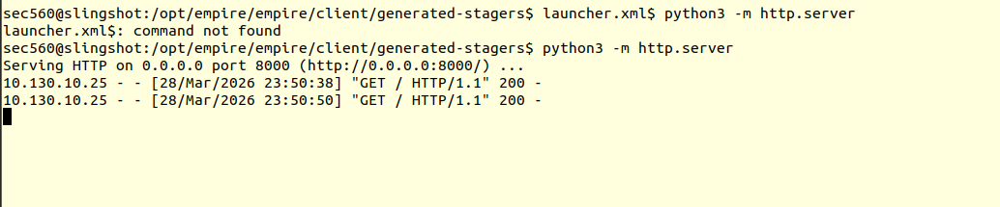 sec560@slingshot:/opt/empire/empire/client/generated-stagers$ launcher.xml$ python3 -m http.server
launcher.xml$: command not found
sec560@slingshot:/opt/empire/empire/client/generated-stagers$ python3 -m http.server
Serving HTTP on 0.0.0.0 port 8000 (http://0.0.0.0:8000/) ...
10.130.10.25 - - [28/Mar/2026 23:50:38] "GET / HTTP/1.1" 200 -
10.130.10.25 - - [28/Mar/2026 23:50:50] "GET / HTTP/1.1" 200 -